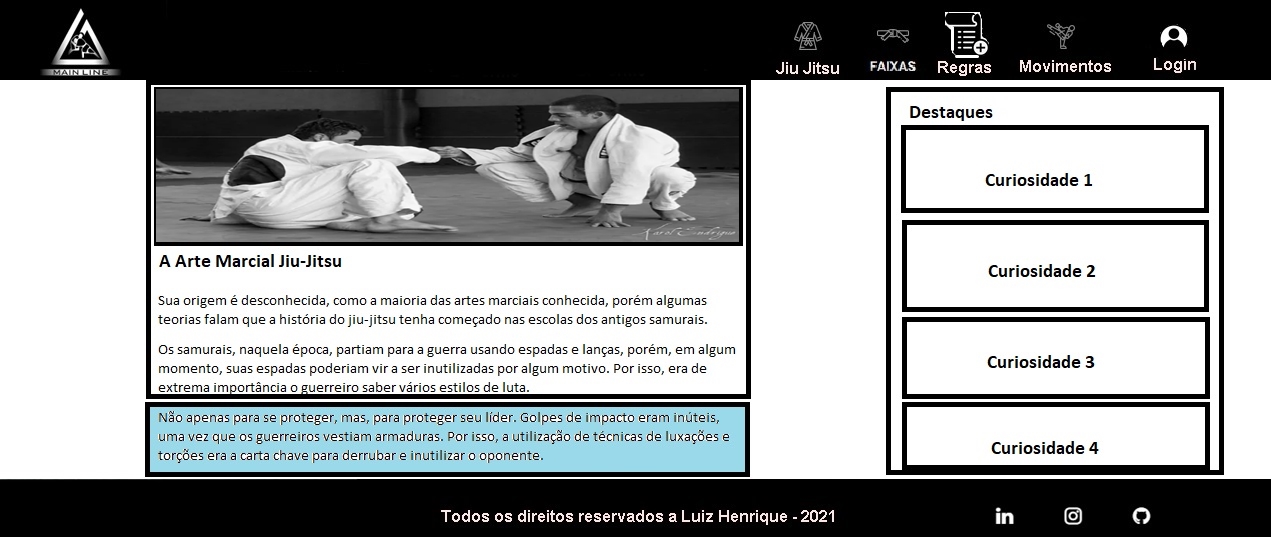 MAIN LINE
Jiu Jitsu
FAIXAS
Regras
Movimentos
Login
A Arte Marcial Jiu-Jitsu
Sua origem é desconhecida, como a maioria das artes marciais conhecida, porém algumas
teorias falam que a história do jiu-jitsu tenha começado nas escolas dos antigos samurais.
Os samurais, naquela época, partiam para a guerra usando espadas e lanças, porém, em algum
momento, suas espadas poderiam vir a ser inutilizadas por algum motivo. Por isso, era de
extrema importância o guerreiro saber vários estilos de luta.
Não apenas para se proteger, mas, para proteger seu líder. Golpes de impacto eram inúteis,
uma vez que os guerreiros vestiam armaduras. Por isso, a utilização de técnicas de luxações e
torções era a carta chave para derrubar e inutilizar o oponente.
Destaques
Curiosidade 1
Curiosidade 2
Curiosidade 3
Curiosidade 4
Todos os direitos reservados a Luiz Henrique - 2021
in